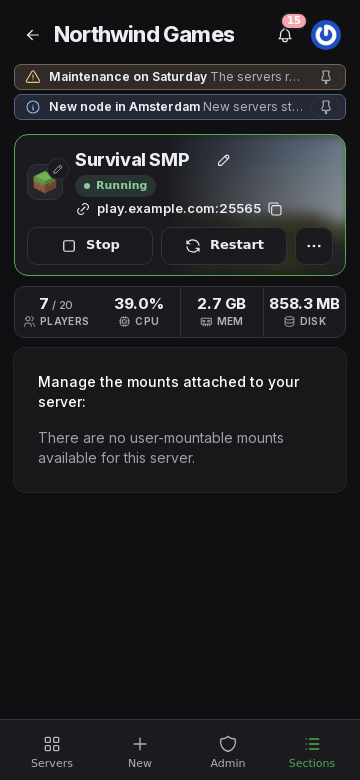 Northwind Games
15
Maintenance on Saturday The servers r...
New node in Amsterdam New servers st...
Survival SMP
Running
play.example.com:25565
Stop
Restart
7 / 20
PLAYERS
39.0%
CPU
2.7 GB
MEM
858.3 MB
DISK
Manage the mounts attached to your
server:
There are no user-mountable mounts
available for this server.
Servers
New
Admin
Sections